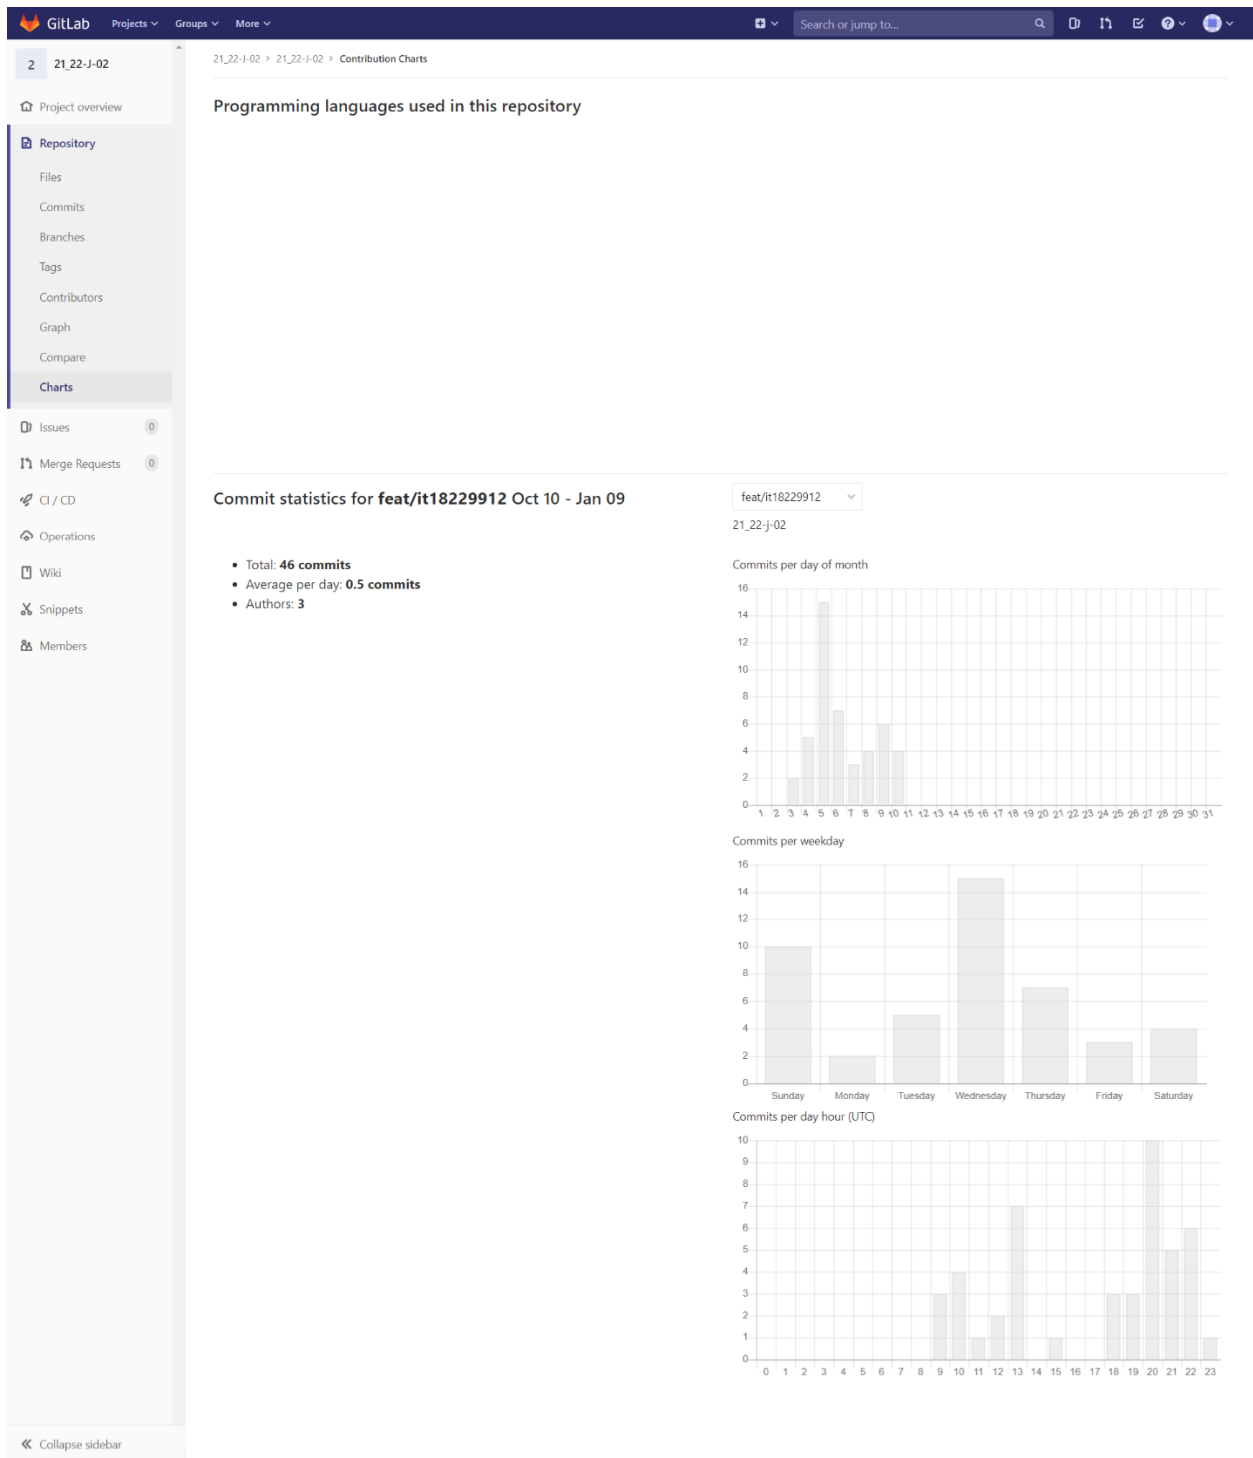 GitLab Projects Groups More Search or jump to...
2 21_22-J-02
21_22-J-02 > 21_22-J-02 > Contribution Charts
Project overview
Repository
Files
Commits
Branches
Tags
Contributors
Graph
Compare
Charts
Issues 0
Merge Requests 0
CI / CD
Operations
Wiki
Snippets
Members
Collapse sidebar
Programming languages used in this repository
Commit statistics for feat/it18229912 Oct 10 - Jan 09
Total: 46 commits
Average per day: 0.5 commits
Authors: 3
feat/it18229912
21_22-j-02
Commits per day of month
16
14
12
10
8
6
4
2
0
1 2 3 4 5 6 7 8 9 10 11 12 13 14 15 16 17 18 19 20 21 22 23 24 25 26 27 28 29 30 31
Commits per weekday
16
14
12
10
8
6
4
2
0
Sunday Monday Tuesday Wednesday Thursday Friday Saturday
Commits per day hour (UTC)
10
9
8
7
6
5
4
3
2
1
0
0 1 2 3 4 5 6 7 8 9 10 11 12 13 14 15 16 17 18 19 20 21 22 23